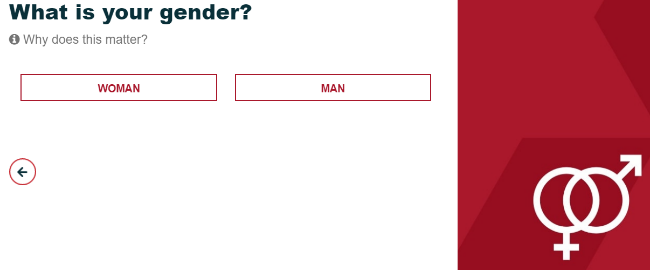 What is your gender?
Why does this matter?
WOMAN
MAN